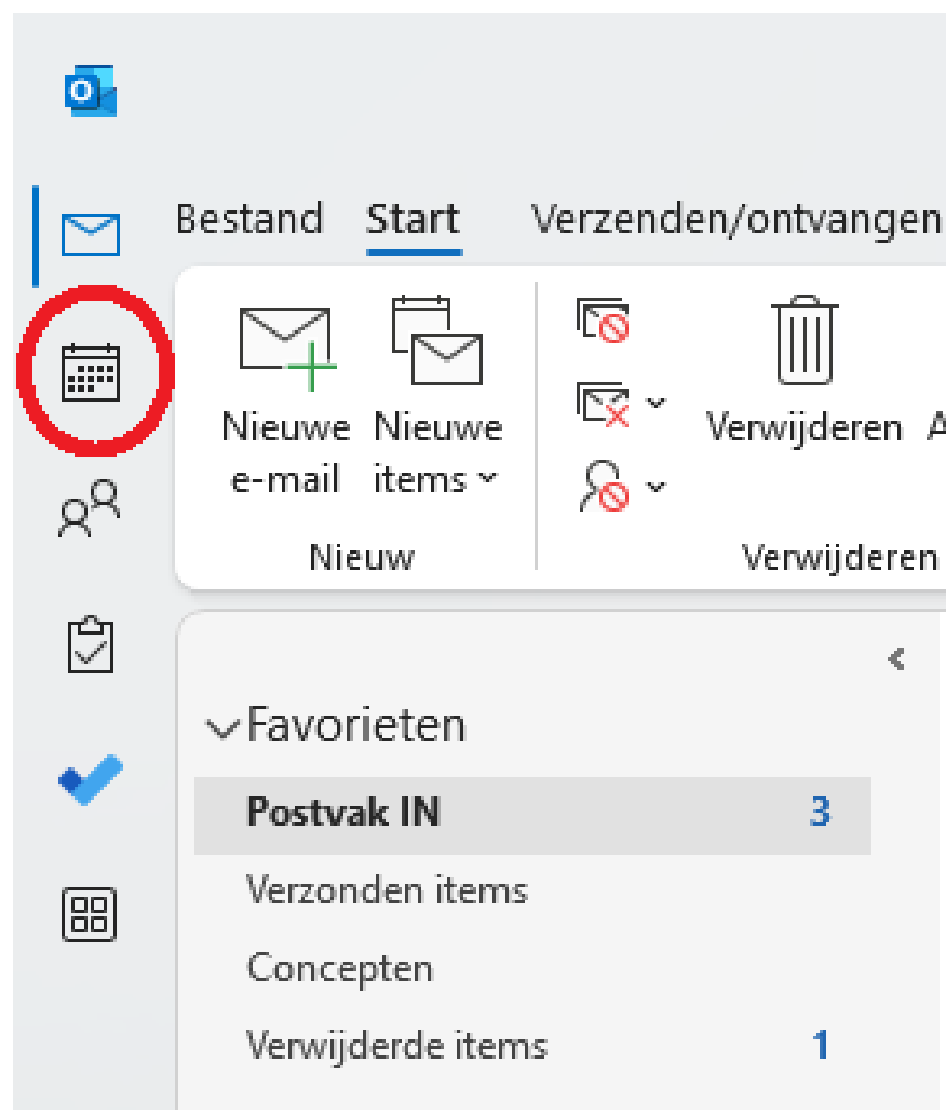 Bestand Start Verzenden/ontvangen
Nieuwe e-mail
Nieuwe items
Verwijderen A
Nieuw
Verwijderen
Favorieten
Postvak IN 3
Verzonden items
Concepten
Verwijderde items 1